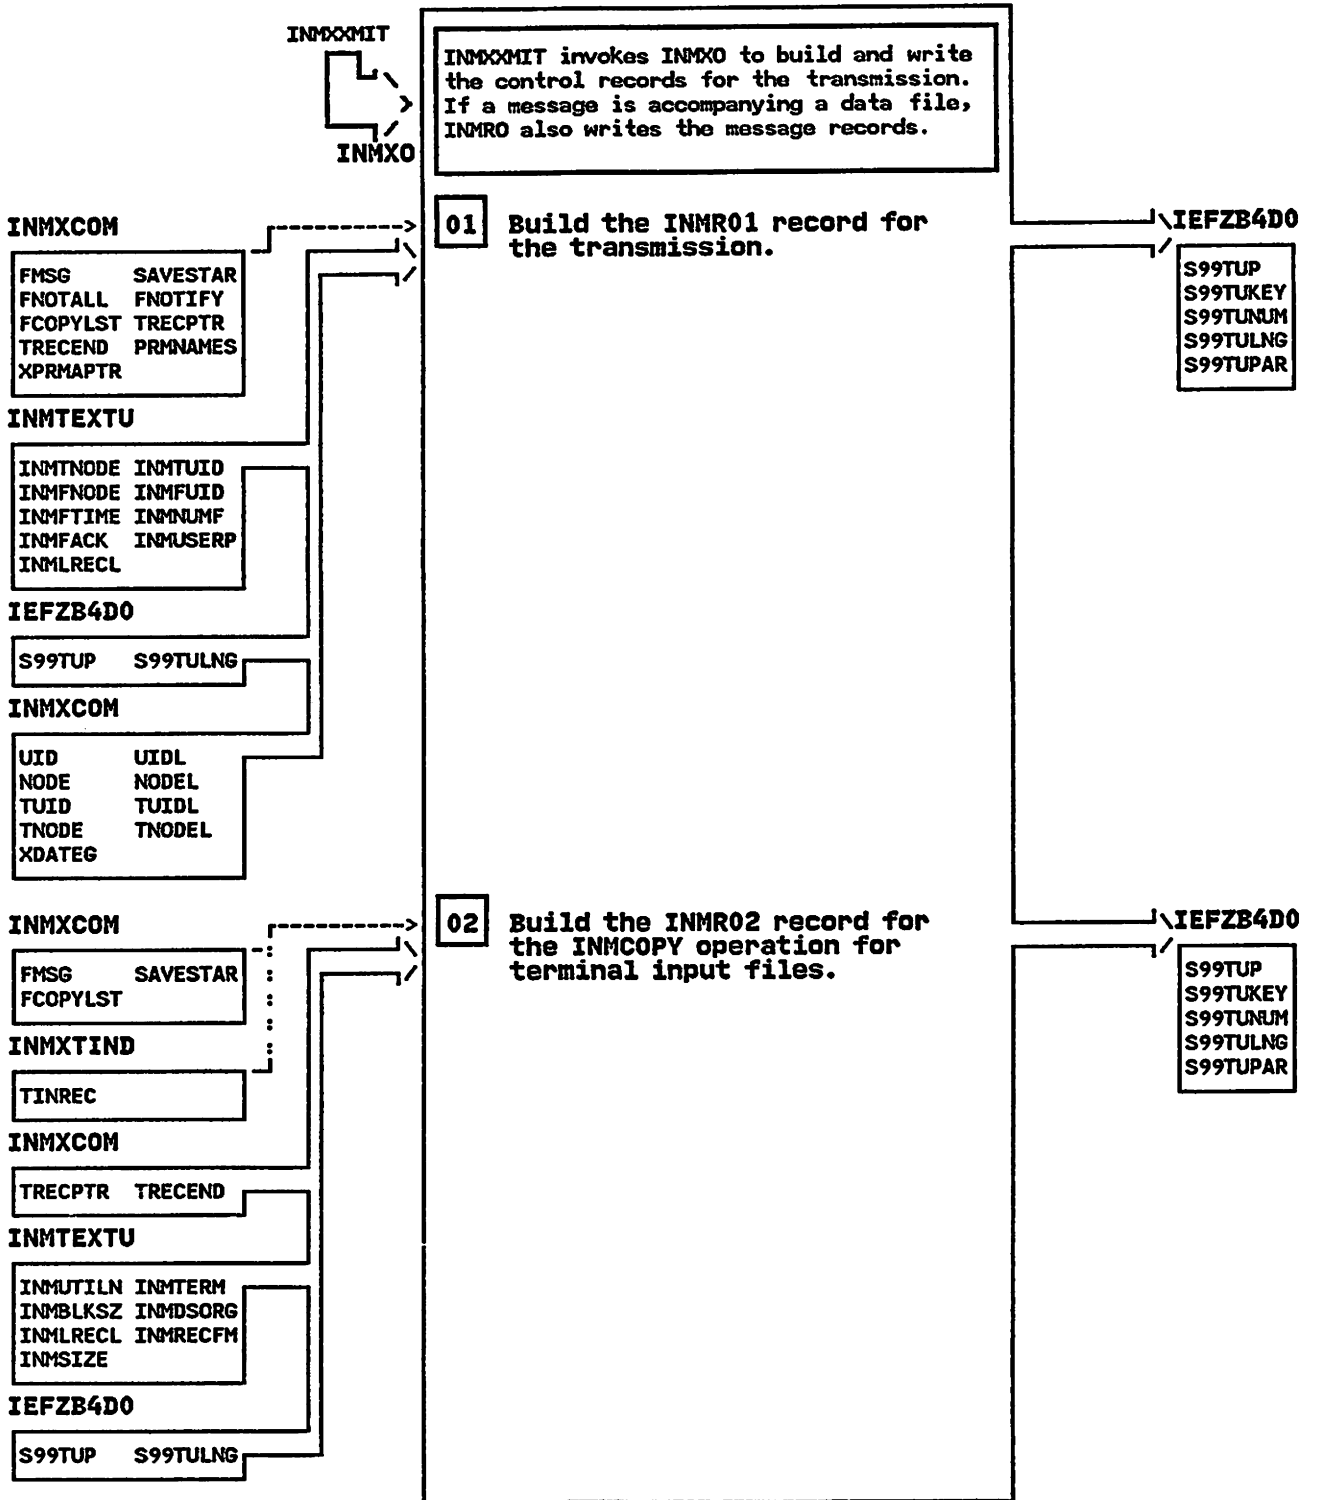 INMXXMIT
INMXXMIT invokes INMXO to build and write
the control records for the transmission.
If a message is accompanying a data file,
INMRO also writes the message records.
INMXO
01 Build the INMR01 record for
the transmission.
INMXCOM
FMSG SAVESTAR
FNOTALL FNOTIFY
FCOPYLST TRECPTR
TRECEND PRMNAMES
XPRMAPTR
INMTEXTU
INMTNODE INMTUID
INMFNODE INMFUID
INMFTIME INMNUMF
INMFACK INMUSERP
INMLRECL
IEFZB4D0
S99TUP S99TULNG
INMXCOM
UID UIDL
NODE NODEL
TUID TUIDL
TNODE TNODEL
XDATEG
IEFZB4D0
S99TUP
S99TUKEY
S99TUNUM
S99TULNG
S99TUPAR
02 Build the INMR02 record for
the INMCOPY operation for
terminal input files.
INMXCOM
FMSG SAVESTAR
FCOPYLST
INMXTIND
TINREC
INMXCOM
TRECPTR TRECEND
INMTEXTU
INMUTILN INMTERM
INMBLKSZ INMDSORG
INMLRECL INMRECFM
INMSIZE
IEFZB4D0
S99TUP S99TULNG
IEFZB4D0
S99TUP
S99TUKEY
S99TUNUM
S99TULNG
S99TUPAR